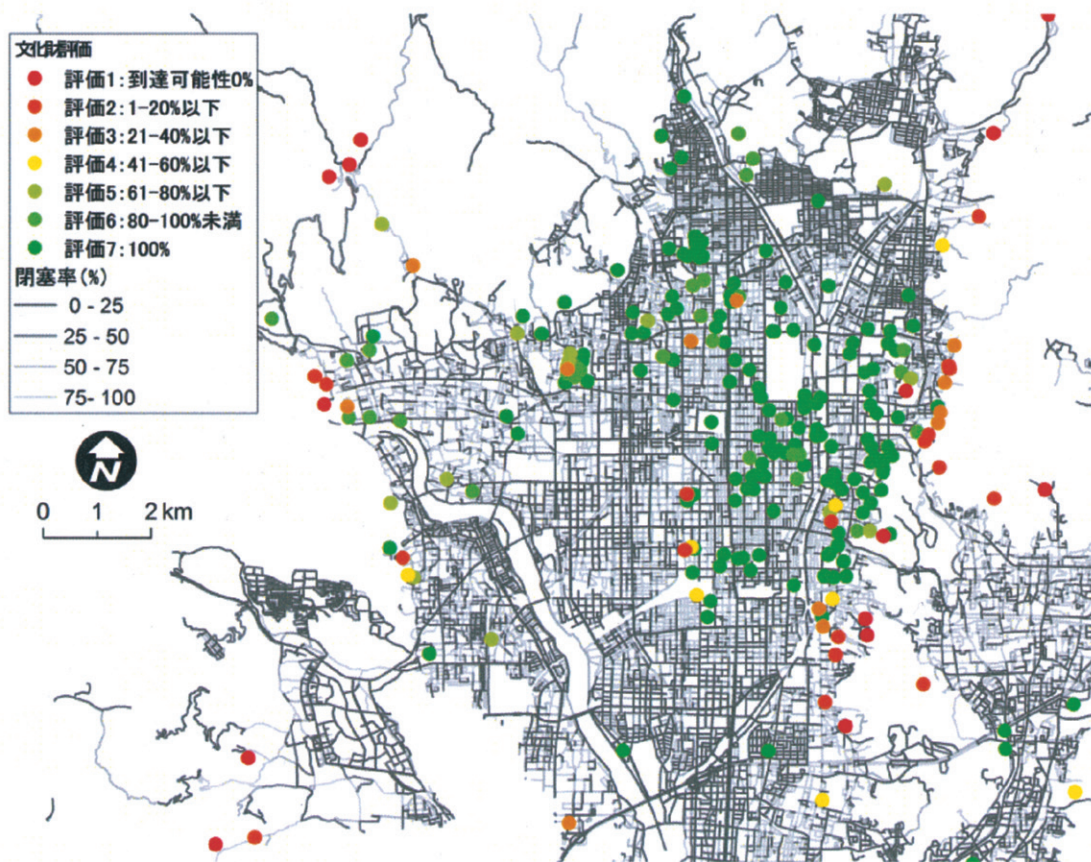 文化財評価
評価1:到達可能性0%
評価2:1-20%以下
評価3:21-40%以下
評価4:41-60%以下
評価5:61-80%以下
評価6:80-100%未満
評価7:100%
閉塞率(%)
0 - 25
25 - 50
50 - 75
75- 100
N
0 1 2 km